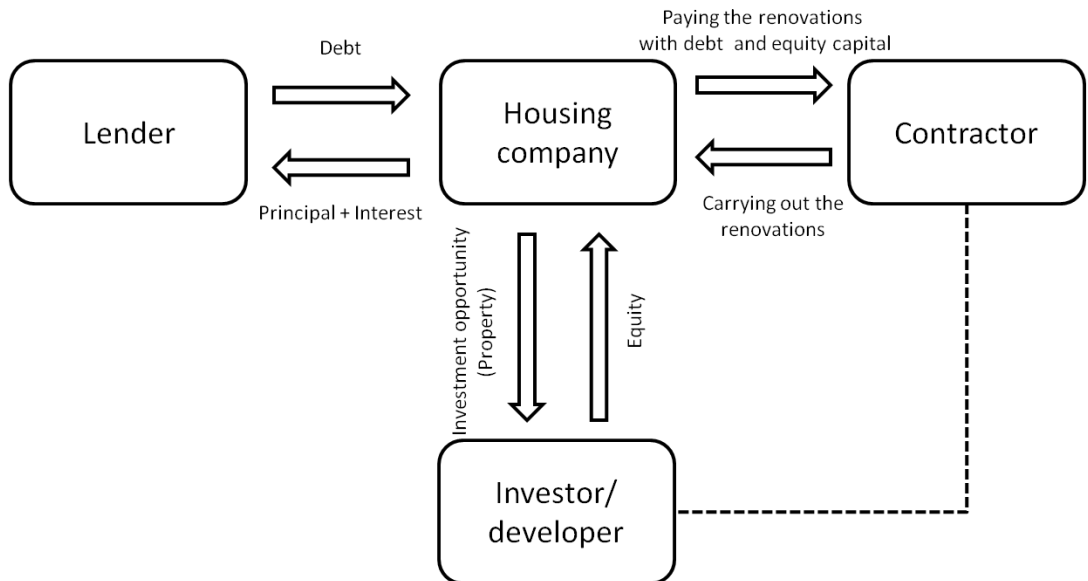 Paying the renovations
with debt and equity capital
Debt
Lender
Housing
company
Contractor
Principal + Interest
Carrying out the
renovations
Investment opportunity
(Property)
Equity
Investor/
developer